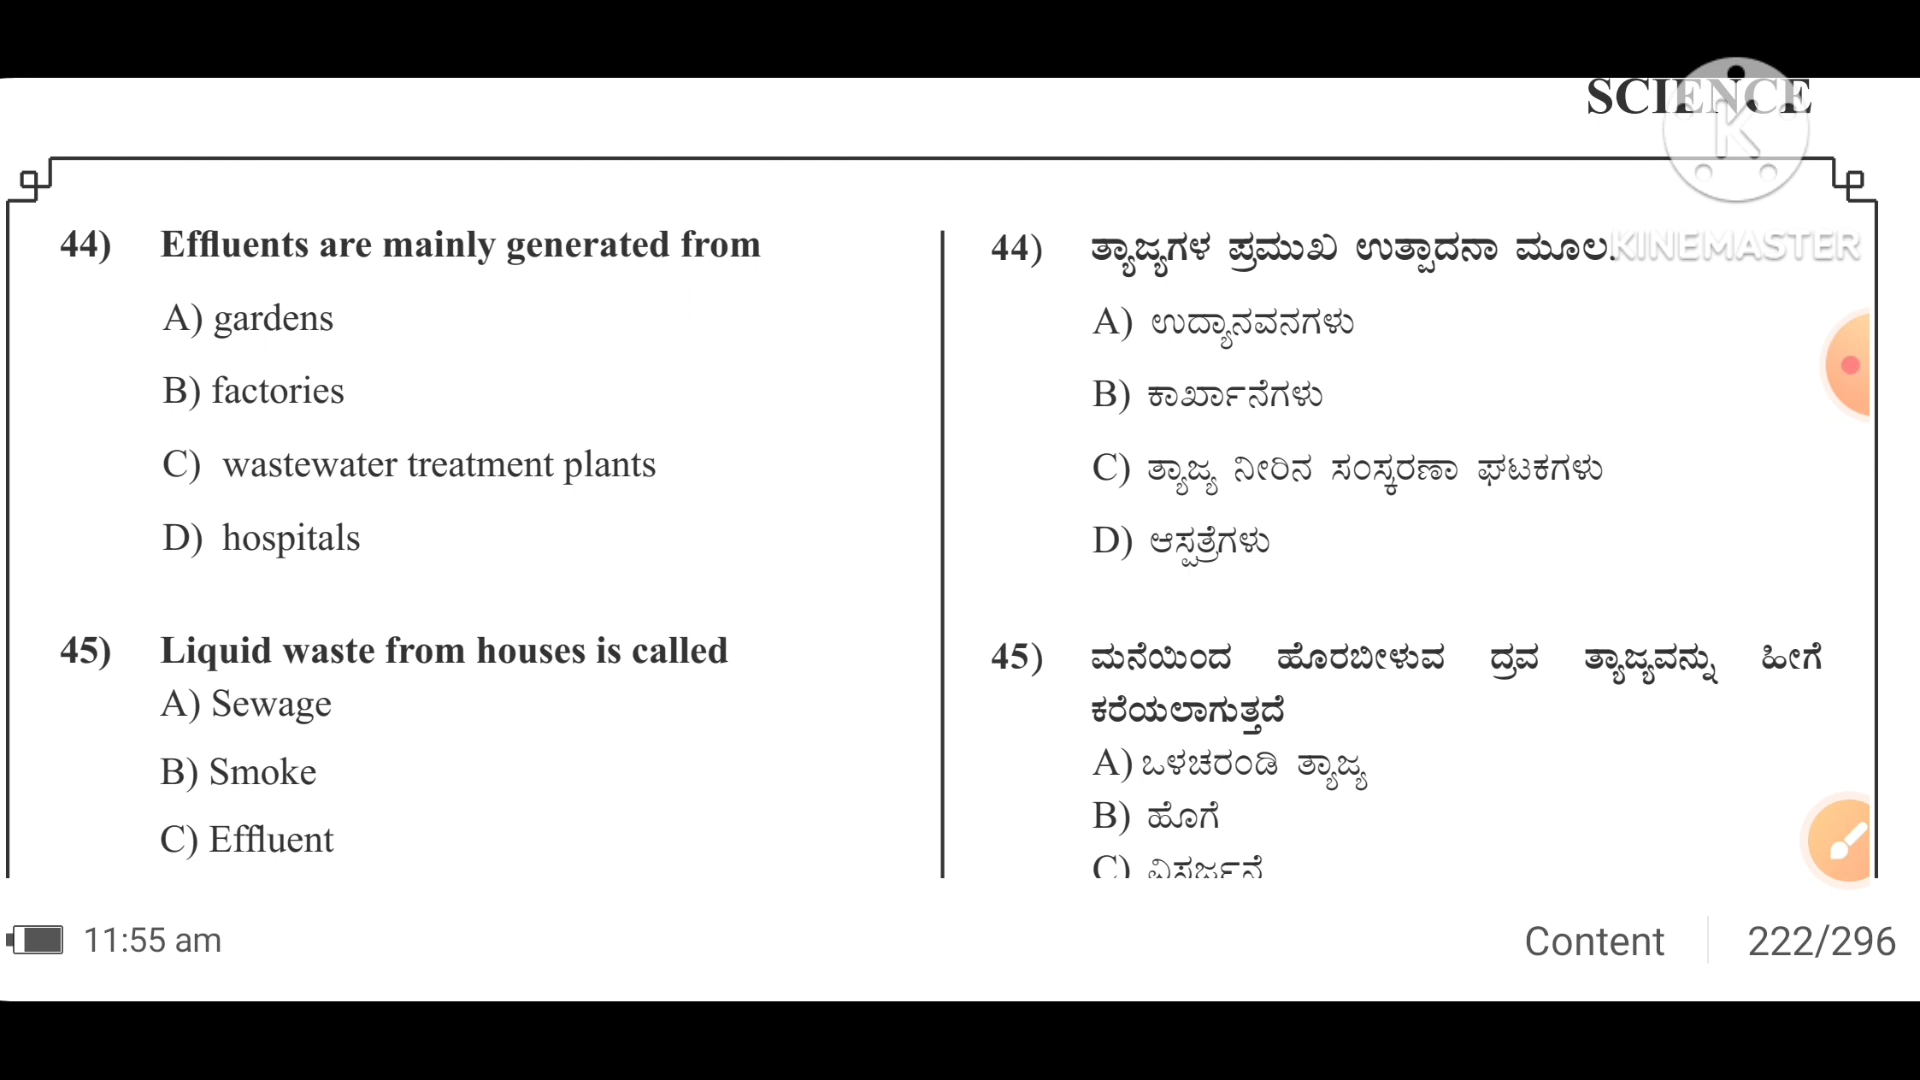 SCIENCE
K
KINEMASTER
44) Effluents are mainly generated from
A) gardens
B) factories
C) wastewater treatment plants
D) hospitals
45) Liquid waste from houses is called
A) Sewage
B) Smoke
C) Effluent
44) ತ್ಯಾಜ್ಯಗಳ ಪ್ರಮುಖ ಉತ್ಪಾದನಾ ಮೂಲ.
A) ಉದ್ಯಾನವನಗಳು
B) ಕಾರ್ಖಾನೆಗಳು
C) ತ್ಯಾಜ್ಯ ನೀರಿನ ಸಂಸ್ಕರಣಾ ಘಟಕಗಳು
D) ಆಸ್ಪತ್ರೆಗಳು
45) ಮನೆಯಿಂದ ಹೊರಬೀಳುವ ದ್ರವ ತ್ಯಾಜ್ಯವನ್ನು ಹೀಗೆ
ಕರೆಯಲಾಗುತ್ತದೆ
A) ಒಳಚರಂಡಿ ತ್ಯಾಜ್ಯ
B) ಹೊಗೆ
C) ವಿಸರ್ಜನೆ
11:55 am
Content
222/296